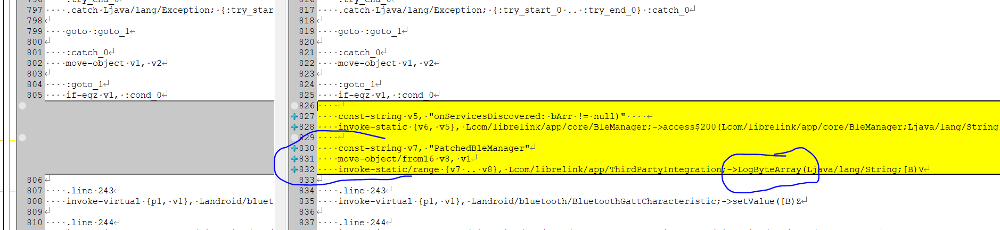 796 :try_end_0
797 .catch Ljava/lang/Exception; {:try_star
798
799 goto :goto_1
800
801 :catch_0
802 move-object v1, v2
803
804 :goto_1
805 if-eqz v1, :cond_0
806
807 .line 243
808 invoke-virtual {p1, v1}, Landroid/bluet
809
810 .line 244
816 :try_end_0
817 .catch Ljava/lang/Exception; {:try_start_0 .. :try_end_0} :catch_0
818
819 goto :goto_1
820
821 :catch_0
822 move-object v1, v2
823
824 :goto_1
825 if-eqz v1, :cond_0
826
827 const-string v5, "onServicesDiscovered: bArr != null)"
828 invoke-static {v6, v5}, Lcom/librelink/app/core/BleManager;->access$200(Lcom/librelink/app/core/BleManager;Ljava/lang/String
829
830 const-string v7, "PatchedBleManager"
831 move-object/from16 v8, v1
832 invoke-static/range {v7 .. v8}, Lcom/librelink/app/ThirdPartyIntegration;->LogByteArray(Ljava/lang/String;[B)V
833
834 .line 243
835 invoke-virtual {p1, v1}, Landroid/bluetooth/BluetoothGattCharacteristic;->setValue([B)Z
836
837 .line 244